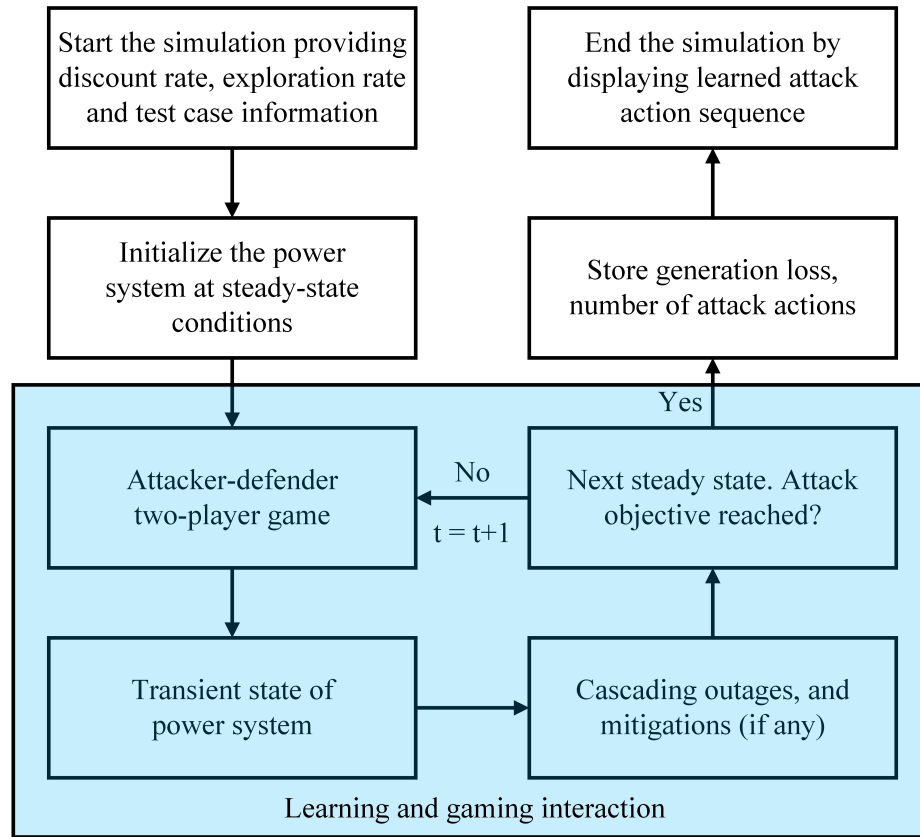 Start the simulation providing
discount rate, exploration rate
and test case information
Initialize the power
system at steady-state
conditions
Attacker-defender
two-player game
Transient state of
power system
Cascading outages, and
mitigations (if any)
Next steady state. Attack
objective reached?
No
t = t+1
Yes
Store generation loss,
number of attack actions
End the simulation by
displaying learned attack
action sequence
Learning and gaming interaction